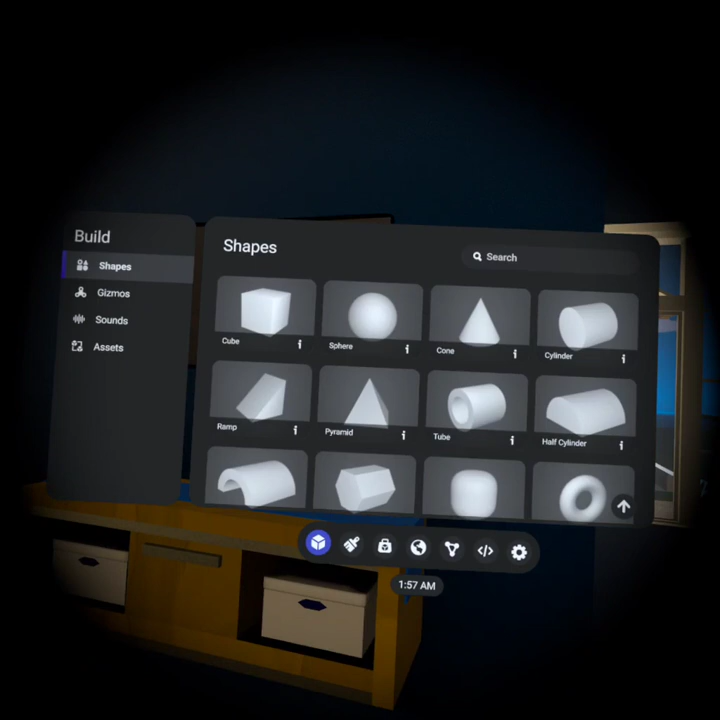 Build
Shapes
Gizmos
Sounds
Assets
Shapes
Search
Cube
Sphere
Cone
Cylinder
Ramp
Pyramid
Tube
Half Cylinder
1:57 AM